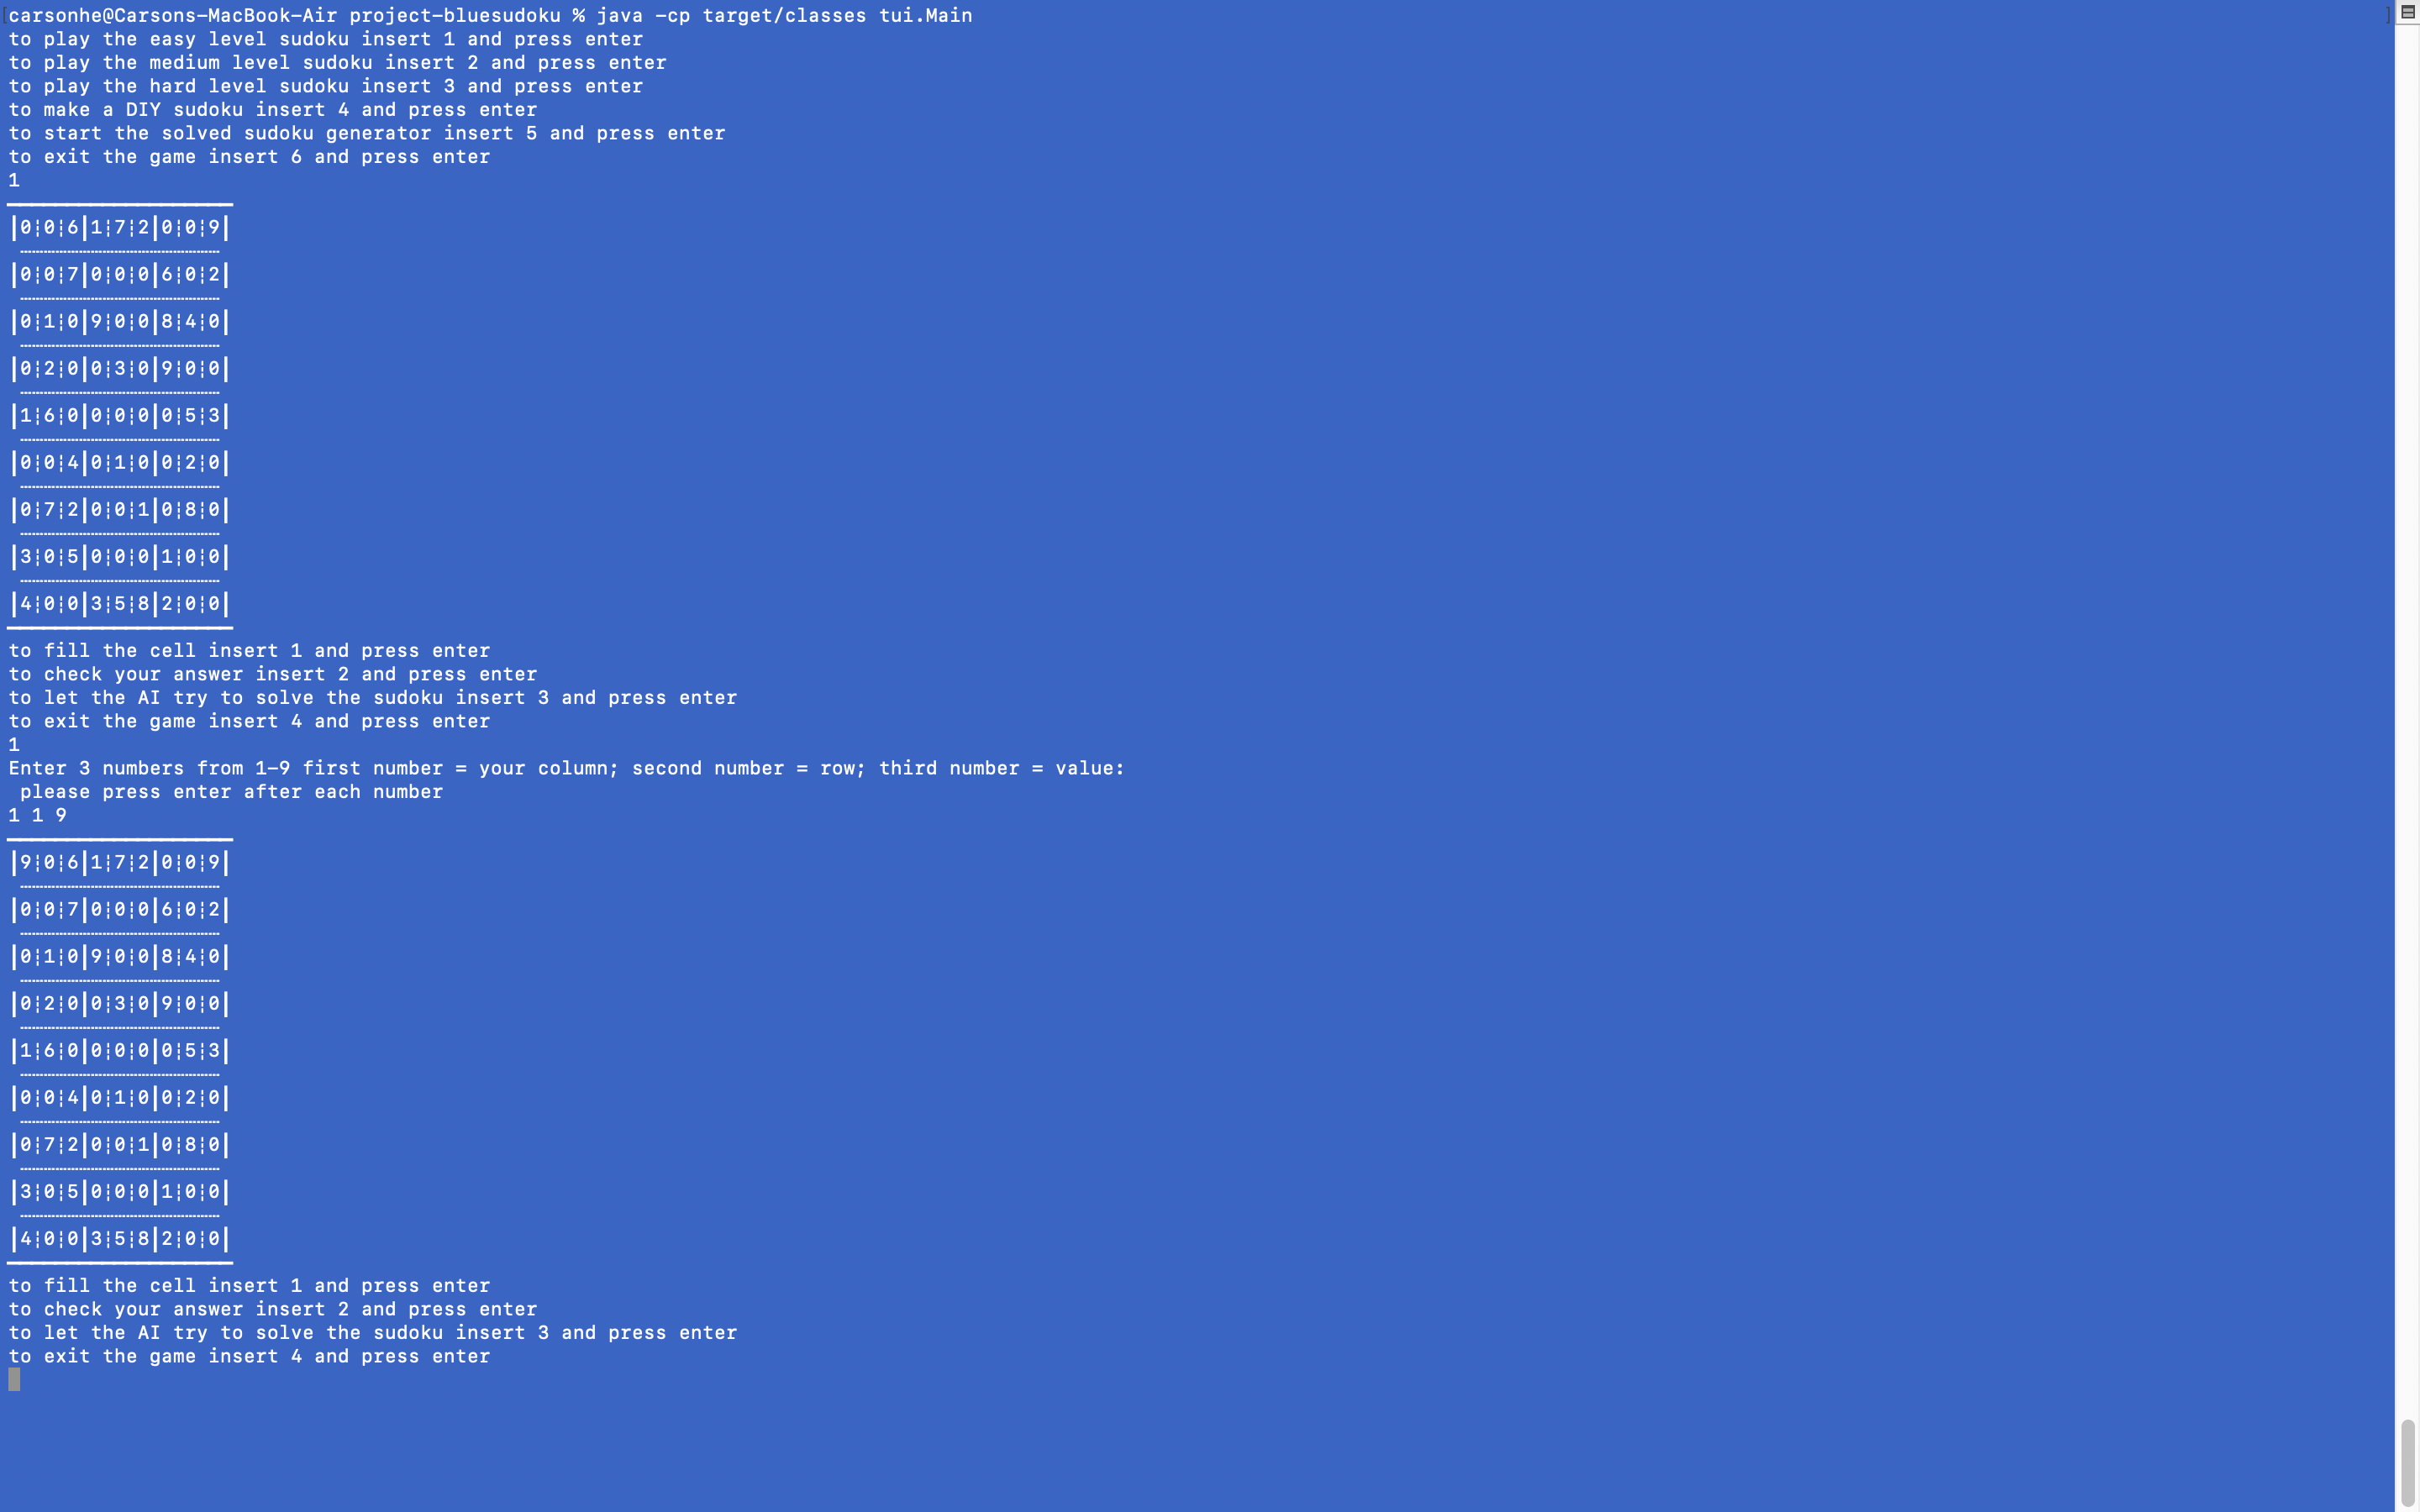 carsonhe@Carsons-MacBook-Air project-bluesudoku % java -cp target/classes tui.Main
to play the easy level sudoku insert 1 and press enter
to play the medium level sudoku insert 2 and press enter
to play the hard level sudoku insert 3 and press enter
to make a DIY sudoku insert 4 and press enter
to start the solved sudoku generator insert 5 and press enter
to exit the game insert 6 and press enter
1
|0¦0¦6|1¦7¦2|0¦0¦9|
|0¦0¦7|0¦0¦0|6¦0¦2|
|0¦1¦0|9¦0¦0|8¦4¦0|
|0¦2¦0|0¦3¦0|9¦0¦0|
|1¦6¦0|0¦0¦0|0¦5¦3|
|0¦0¦4|0¦1¦0|0¦2¦0|
|0¦7¦2|0¦0¦1|0¦8¦0|
|3¦0¦5|0¦0¦0|1¦0¦0|
|4¦0¦0|3¦5¦8|2¦0¦0|
to fill the cell insert 1 and press enter
to check your answer insert 2 and press enter
to let the AI try to solve the sudoku insert 3 and press enter
to exit the game insert 4 and press enter
1
Enter 3 numbers from 1-9 first number = your column; second number = row; third number = value:
 please press enter after each number
1 1 9
|9¦0¦6|1¦7¦2|0¦0¦9|
|0¦0¦7|0¦0¦0|6¦0¦2|
|0¦1¦0|9¦0¦0|8¦4¦0|
|0¦2¦0|0¦3¦0|9¦0¦0|
|1¦6¦0|0¦0¦0|0¦5¦3|
|0¦0¦4|0¦1¦0|0¦2¦0|
|0¦7¦2|0¦0¦1|0¦8¦0|
|3¦0¦5|0¦0¦0|1¦0¦0|
|4¦0¦0|3¦5¦8|2¦0¦0|
to fill the cell insert 1 and press enter
to check your answer insert 2 and press enter
to let the AI try to solve the sudoku insert 3 and press enter
to exit the game insert 4 and press enter